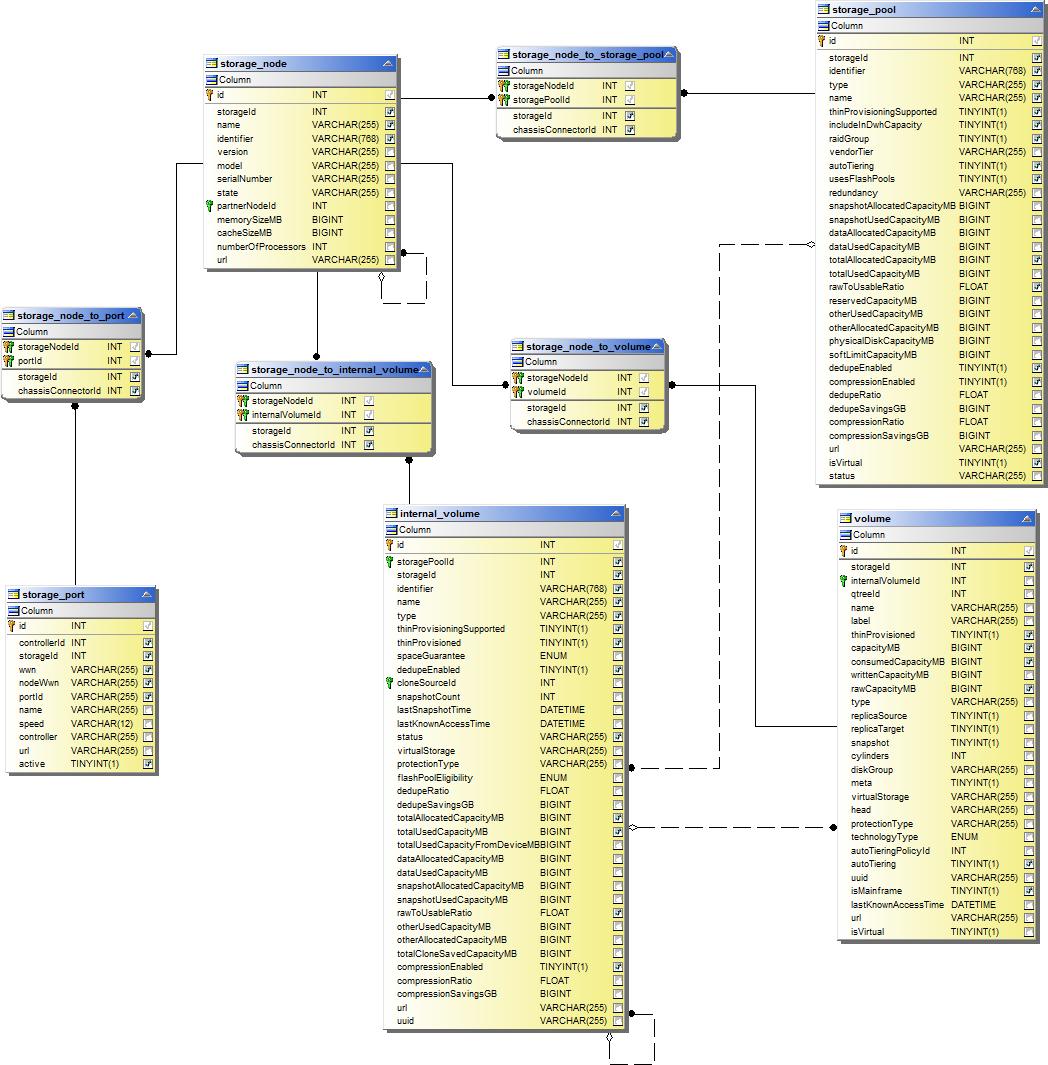 storage_pool
Column
id INT
storageId INT
identifier VARCHAR(768)
type VARCHAR(255)
name VARCHAR(255)
thinProvisioningSupported TINYINT(1)
includeInDwhCapacity TINYINT(1)
raidGroup TINYINT(1)
vendorTier VARCHAR(255)
autoTiering TINYINT(1)
usesFlashPools TINYINT(1)
redundancy VARCHAR(255)
snapshotAllocatedCapacityMB BIGINT
snapshotUsedCapacityMB BIGINT
dataAllocatedCapacityMB BIGINT
dataUsedCapacityMB BIGINT
totalAllocatedCapacityMB BIGINT
totalUsedCapacityMB BIGINT
rawToUsableRatio FLOAT
reservedCapacityMB BIGINT
otherUsedCapacityMB BIGINT
otherAllocatedCapacityMB BIGINT
physicalDiskCapacityMB BIGINT
softLimitCapacityMB BIGINT
dedupeEnabled TINYINT(1)
compressionEnabled TINYINT(1)
dedupeRatio FLOAT
dedupeSavingsGB BIGINT
compressionRatio FLOAT
compressionSavingsGB BIGINT
url VARCHAR(255)
isVirtual TINYINT(1)
status VARCHAR(255)
storage_node_to_storage_pool
Column
storageNodeId INT
storagePoolId INT
storageId INT
chassisConnectorId INT
storage_node
Column
id INT
storageId INT
name VARCHAR(255)
identifier VARCHAR(768)
version VARCHAR(255)
model VARCHAR(255)
serialNumber VARCHAR(255)
state VARCHAR(255)
partnerNodeId INT
memorySizeMB BIGINT
cacheSizeMB BIGINT
numberOfProcessors INT
url VARCHAR(255)
storage_node_to_port
Column
storageNodeId INT
portId INT
storageId INT
chassisConnectorId INT
storage_node_to_internal_volume
Column
storageNodeId INT
internalVolumeId INT
storageId INT
chassisConnectorId INT
storage_node_to_volume
Column
storageNodeId INT
volumeId INT
storageId INT
chassisConnectorId INT
internal_volume
Column
id INT
storagePoolId INT
storageId INT
identifier VARCHAR(768)
name VARCHAR(255)
type VARCHAR(255)
thinProvisioningSupported TINYINT(1)
thinProvisioned TINYINT(1)
spaceGuarantee ENUM
dedupeEnabled TINYINT(1)
cloneSourceId INT
snapshotCount INT
lastSnapshotTime DATETIME
lastKnownAccessTime DATETIME
status VARCHAR(255)
virtualStorage VARCHAR(255)
protectionType VARCHAR(255)
flashPoolEligibility ENUM
dedupeRatio FLOAT
dedupeSavingsGB BIGINT
totalAllocatedCapacityMB BIGINT
totalUsedCapacityMB BIGINT
totalUsedCapacityFromDeviceMB BIGINT
dataAllocatedCapacityMB BIGINT
dataUsedCapacityMB BIGINT
snapshotAllocatedCapacityMB BIGINT
snapshotUsedCapacityMB BIGINT
rawToUsableRatio FLOAT
otherUsedCapacityMB BIGINT
otherAllocatedCapacityMB BIGINT
totalCloneSavedCapacityMB BIGINT
compressionEnabled TINYINT(1)
compressionRatio FLOAT
compressionSavingsGB BIGINT
url VARCHAR(255)
uuid VARCHAR(255)
volume
Column
id INT
storageId INT
internalVolumeId INT
qtreeId INT
name VARCHAR(255)
label VARCHAR(255)
thinProvisioned TINYINT(1)
capacityMB BIGINT
consumedCapacityMB BIGINT
writtenCapacityMB BIGINT
rawCapacityMB BIGINT
type VARCHAR(255)
replicaSource TINYINT(1)
replicaTarget TINYINT(1)
snapshot TINYINT(1)
cylinders INT
diskGroup VARCHAR(255)
meta TINYINT(1)
virtualStorage VARCHAR(255)
head VARCHAR(255)
protectionType VARCHAR(255)
technologyType ENUM
autoTieringPolicyId INT
autoTiering TINYINT(1)
uuid VARCHAR(255)
isMainframe TINYINT(1)
lastKnownAccessTime DATETIME
url VARCHAR(255)
isVirtual TINYINT(1)
storage_port
Column
id INT
controllerId INT
storageId INT
wwn VARCHAR(255)
nodeWwn VARCHAR(255)
portId VARCHAR(255)
name VARCHAR(255)
speed VARCHAR(12)
controller VARCHAR(255)
url VARCHAR(255)
active TINYINT(1)